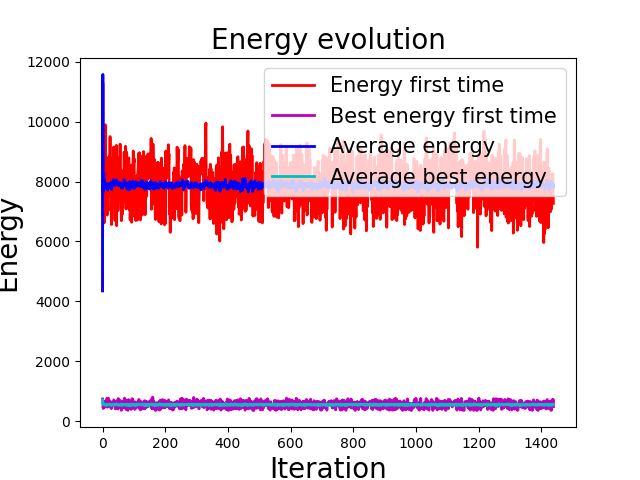 Energy evolution
12000
10000
8000
6000
4000
2000
0
Energy
Energy first time
Best energy first time
Average energy
Average best energy
0 200 400 600 800 1000 1200 1400
Iteration